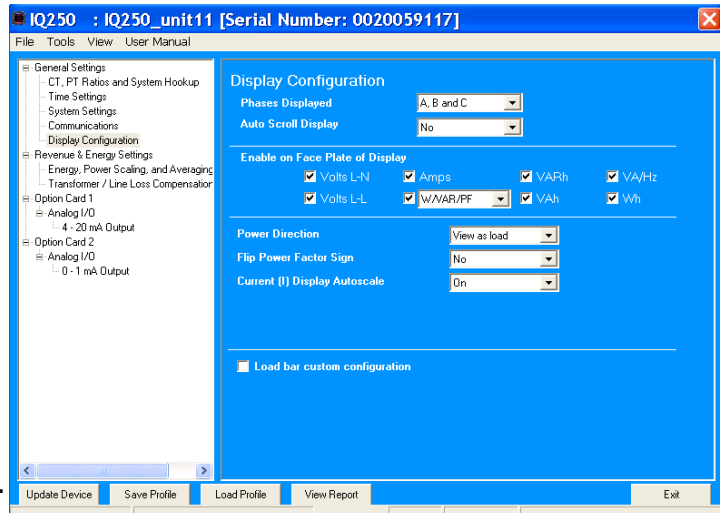 IQ250 : IQ250_unit11 [Serial Number: 0020059117]
File Tools View User Manual
General Settings
CT, PT Ratios and System Hookup
Time Settings
System Settings
Communications
Display Configuration
Revenue & Energy Settings
Energy, Power Scaling, and Averaging
Transformer / Line Loss Compensation
Option Card 1
Analog I/O
4 - 20 mA Output
Option Card 2
Analog I/O
0 - 1 mA Output
Display Configuration
Phases Displayed A, B and C
Auto Scroll Display No
Enable on Face Plate of Display
Volts L-N Amps VARh VA/Hz
Volts L-L W/VAR/PF VAh Wh
Power Direction View as load
Flip Power Factor Sign No
Current (I) Display Autoscale On
Load bar custom configuration
Update Device Save Profile Load Profile View Report Exit